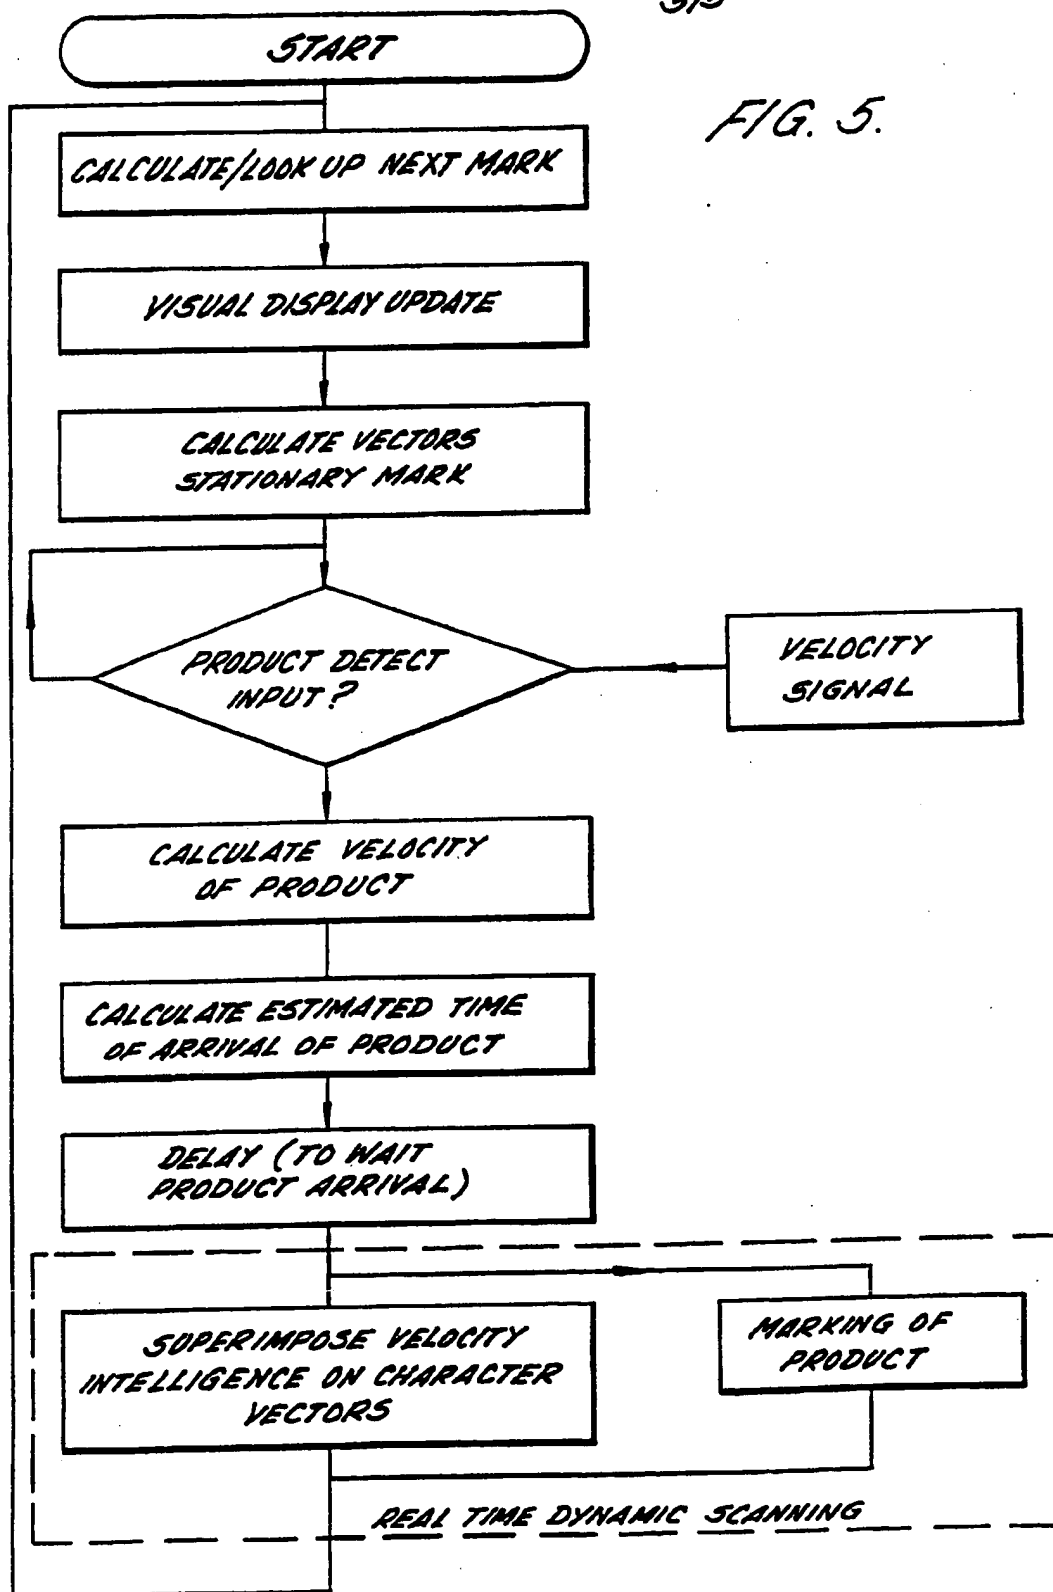 START
FIG. 5.
CALCULATE/LOOK UP NEXT MARK
VISUAL DISPLAY UPDATE
CALCULATE VECTORS
STATIONARY MARK
PRODUCT DETECT
INPUT?
VELOCITY
SIGNAL
CALCULATE VELOCITY
OF PRODUCT
CALCULATE ESTIMATED TIME
OF ARRIVAL OF PRODUCT
DELAY (TO WAIT
PRODUCT ARRIVAL)
SUPERIMPOSE VELOCITY
INTELLIGENCE ON CHARACTER
VECTORS
MARKING OF
PRODUCT
REAL TIME DYNAMIC SCANNING